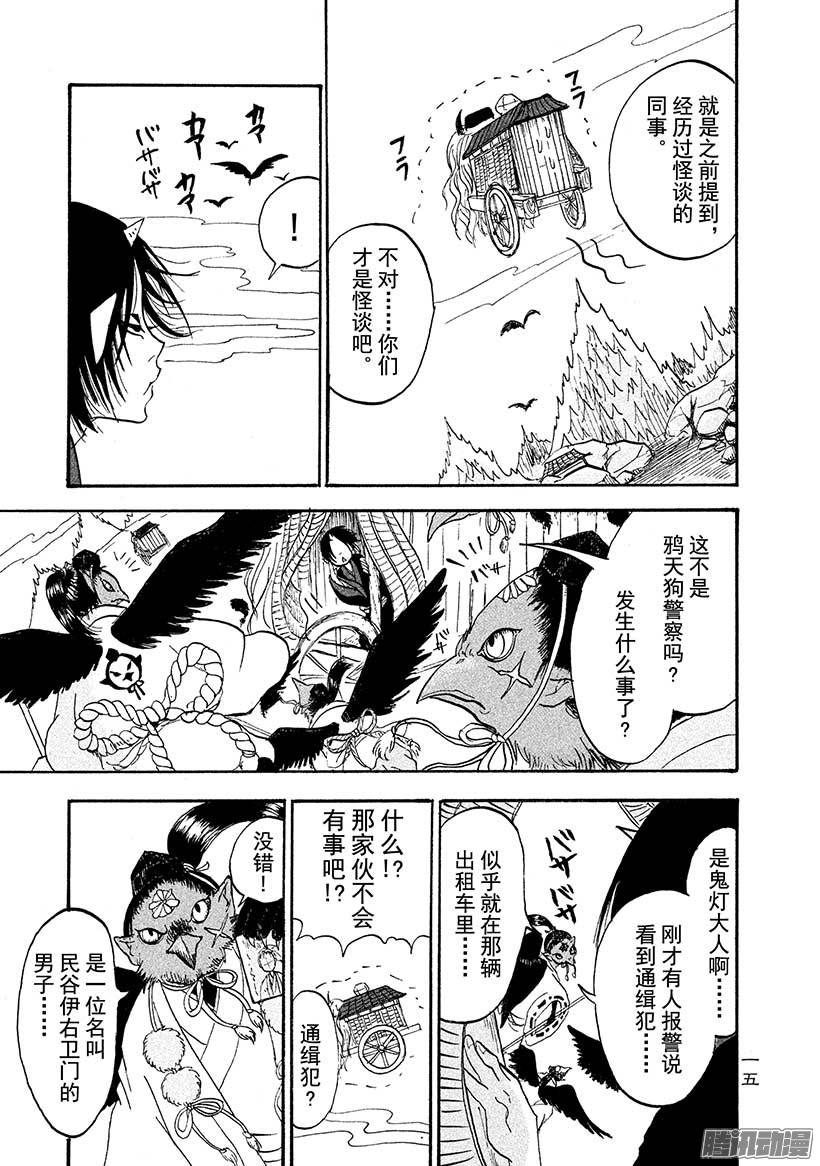 就是之前提到,
经历过怪谈的
同事。
フラ
フラ
不对……你们
才是怪谈吧。
カァ
カァ
バサバサ
バサバサ
！
这不是
鸦天狗警察吗?
发生什么事了?
是鬼灯大人啊……
刚才有人报警说
看到通缉犯……
似乎就在那辆
出租车里……
什么!?
那家伙不会
有事吧!?
通缉犯?
没错!
是一位名叫
民谷伊右卫门的
男子……
一五
腾讯动漫